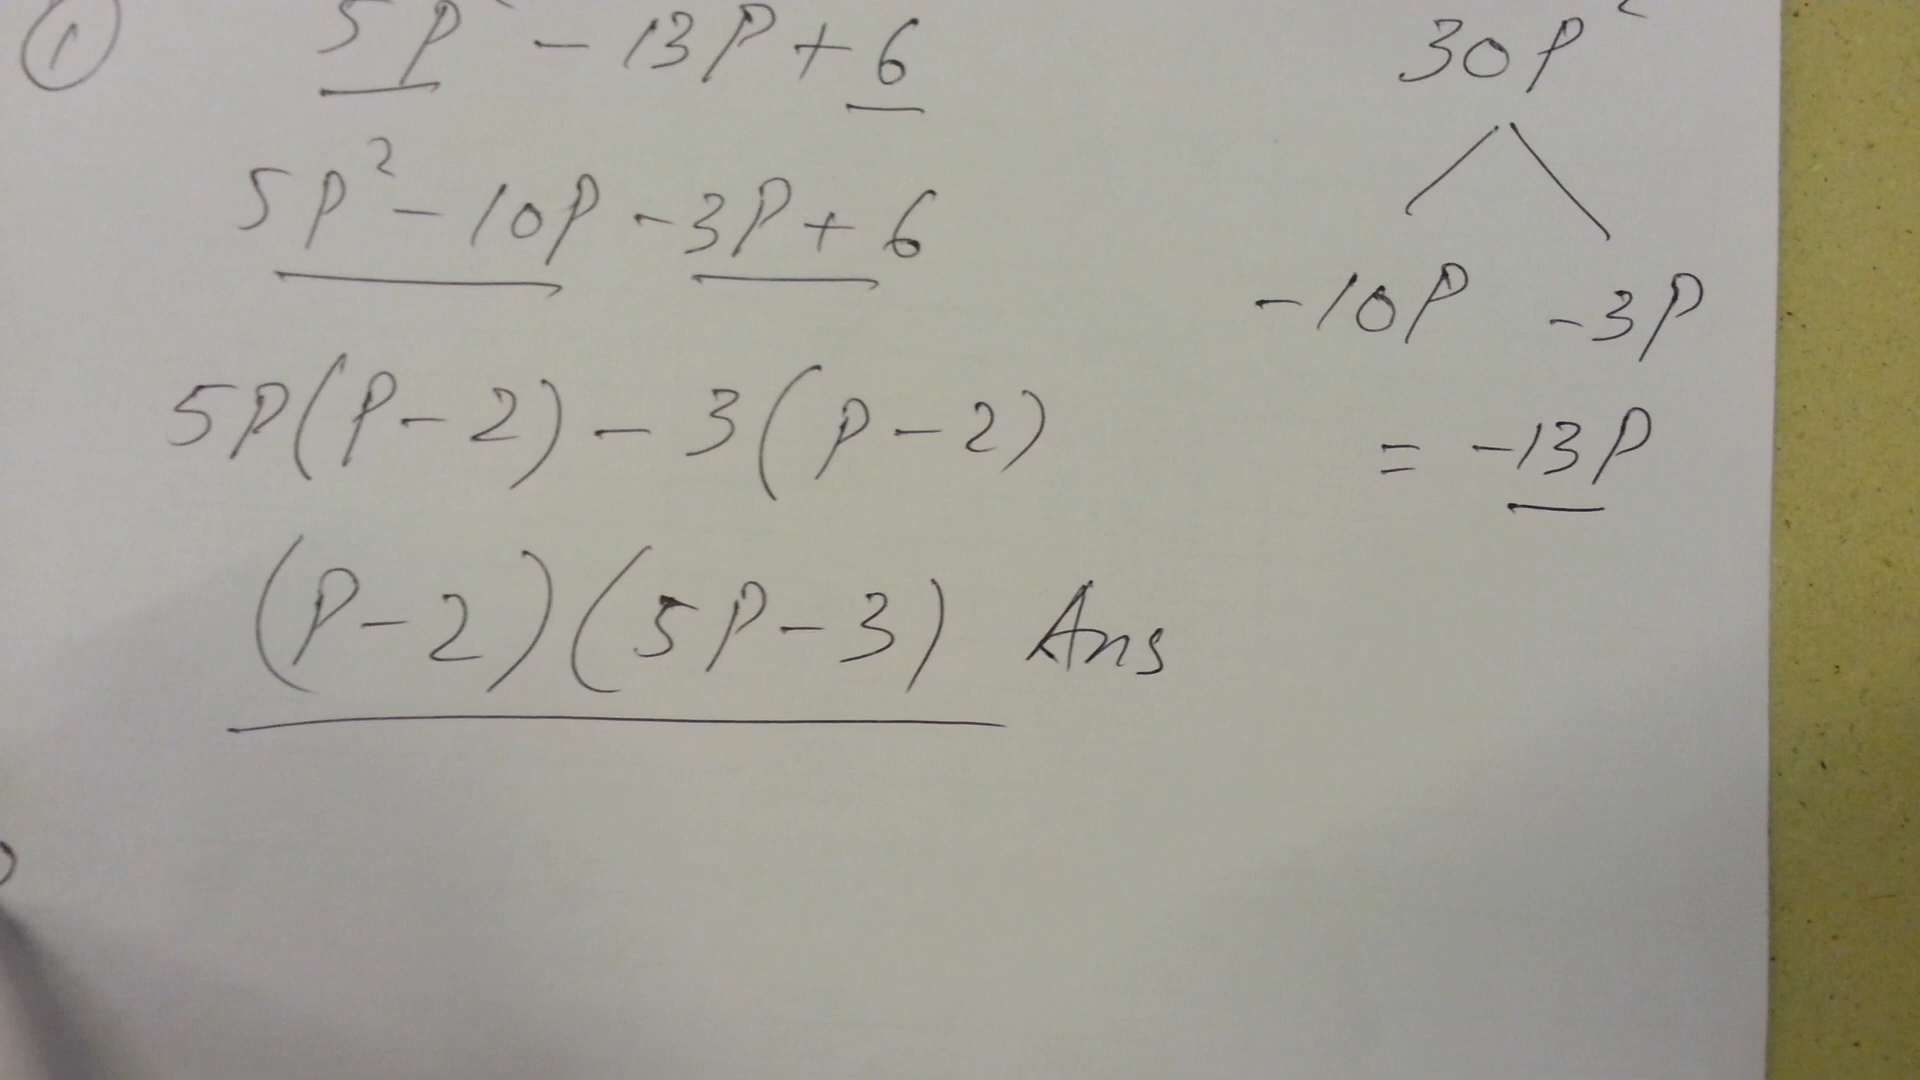 ① 5P² - 13P + 6
5P² - 10P - 3P + 6
5P(P - 2) - 3(P - 2)
(P - 2)(5P - 3) Ans
30P²
-10P -3P
= -13P